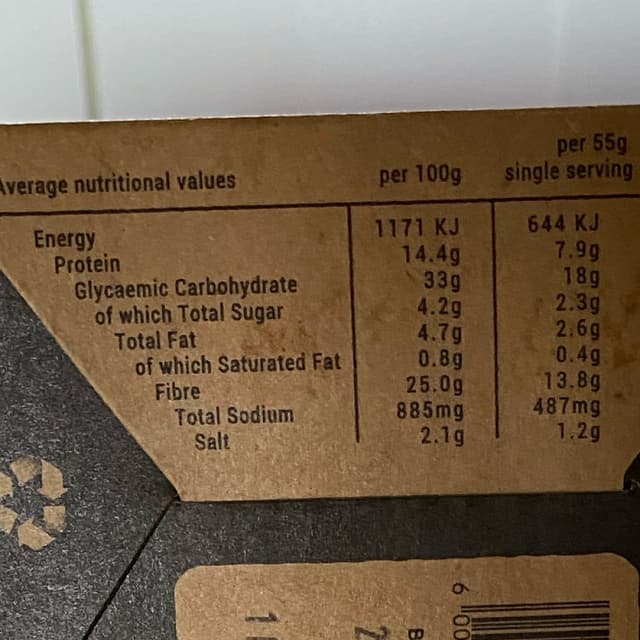 per 55g
Average nutritional values per 100g single serving
Energy 1171 KJ 644 KJ
Protein 14.4g 7.9g
Glycaemic Carbohydrate 33g 18g
of which Total Sugar 4.2g 2.3g
Total Fat 4.7g 2.6g
of which Saturated Fat 0.8g 0.4g
Fibre 25.0g 13.8g
Total Sodium 885mg 487mg
Salt 2.1g 1.2g